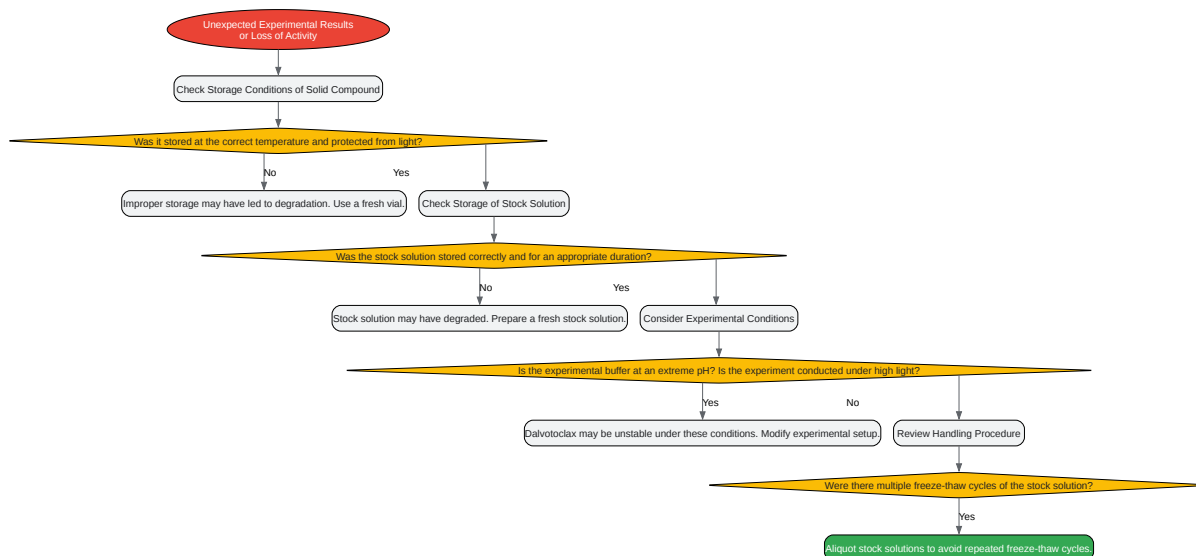 Unexpected Experimental Results
or Loss of Activity
Check Storage Conditions of Solid Compound
Was it stored at the correct temperature and protected from light?
No
Yes
Improper storage may have led to degradation. Use a fresh vial.
Check Storage of Stock Solution
Was the stock solution stored correctly and for an appropriate duration?
No
Yes
Stock solution may have degraded. Prepare a fresh stock solution.
Consider Experimental Conditions
Is the experimental buffer at an extreme pH? Is the experiment conducted under high light?
Yes
No
Dalvotoclax may be unstable under these conditions. Modify experimental setup.
Review Handling Procedure
Were there multiple freeze-thaw cycles of the stock solution?
Yes
Aliquot stock solutions to avoid repeated freeze-thaw cycles.